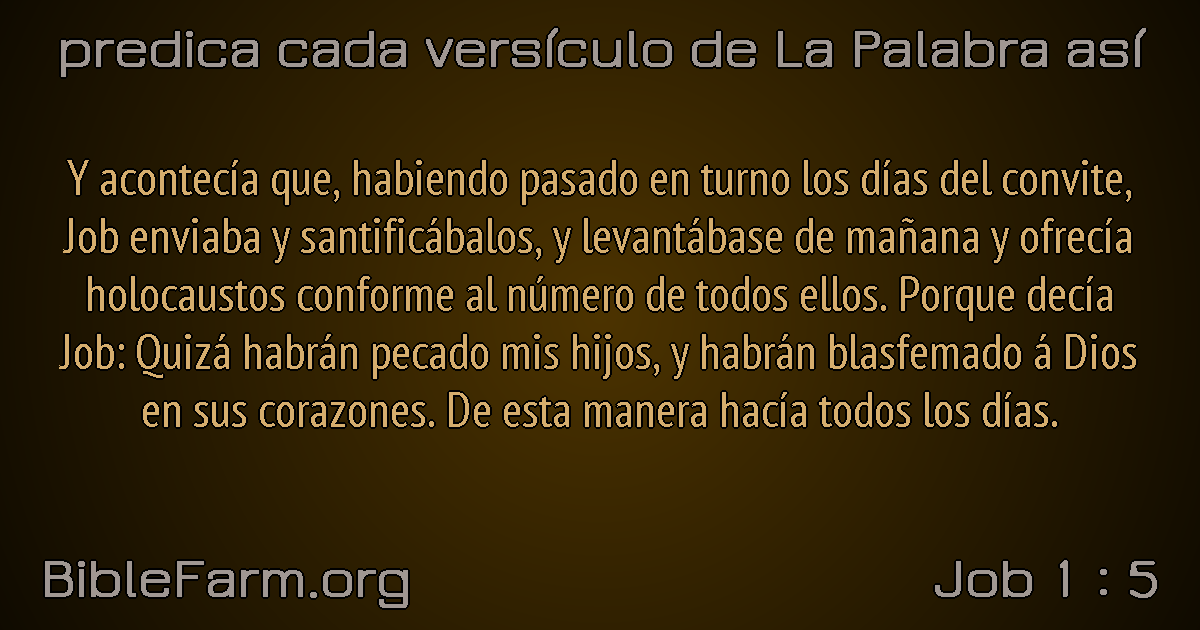 predica cada versículo de La Palabra así
Y acontecía que, habiendo pasado en turno los días del convite,
Job enviaba y santificábalos, y levantábase de mañana y ofrecía
holocaustos conforme al número de todos ellos. Porque decía
Job: Quizá habrán pecado mis hijos, y habrán blasfemado á Dios
en sus corazones. De esta manera hacía todos los días.
BibleFarm.org
Job 1 : 5